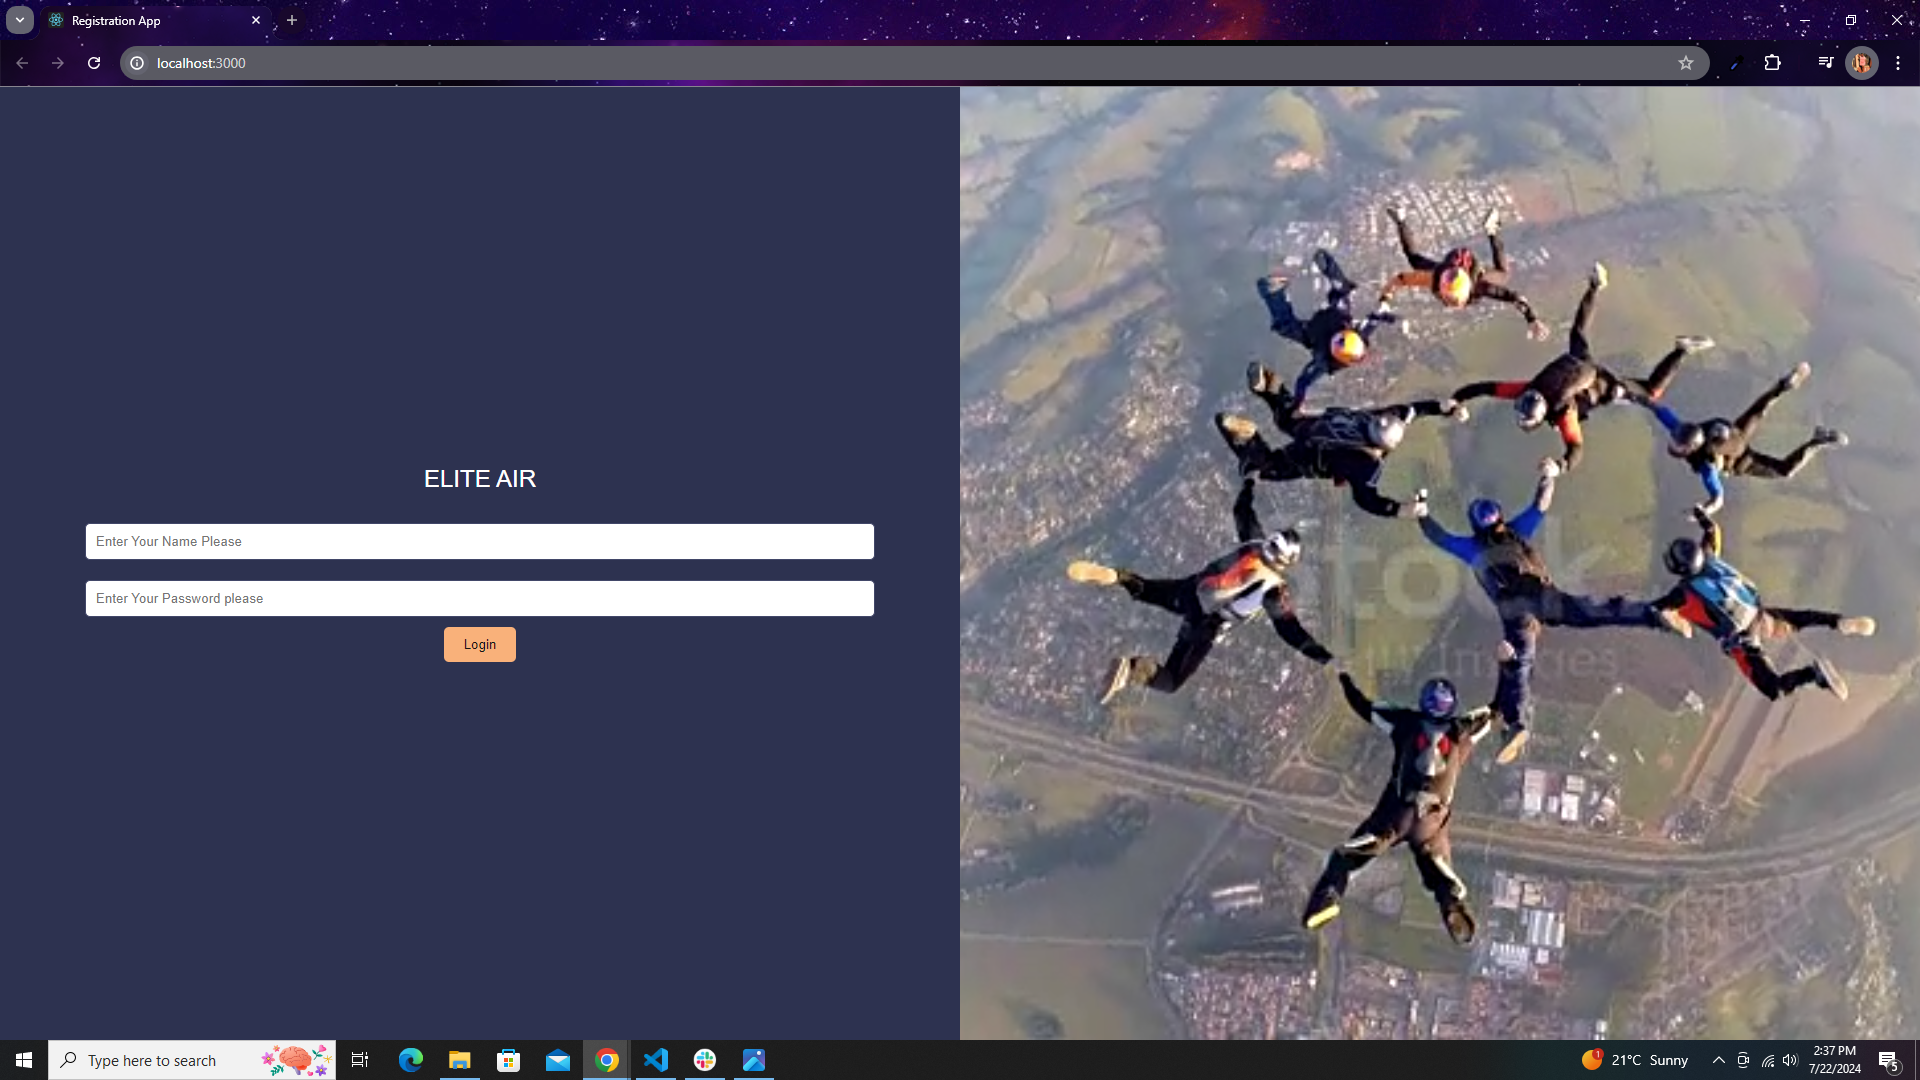 Registration App
localhost:3000
ELITE AIR
Enter Your Name Please
Enter Your Password please
Login
Type here to search
1
21°C Sunny
2:37 PM
7/22/2024
5